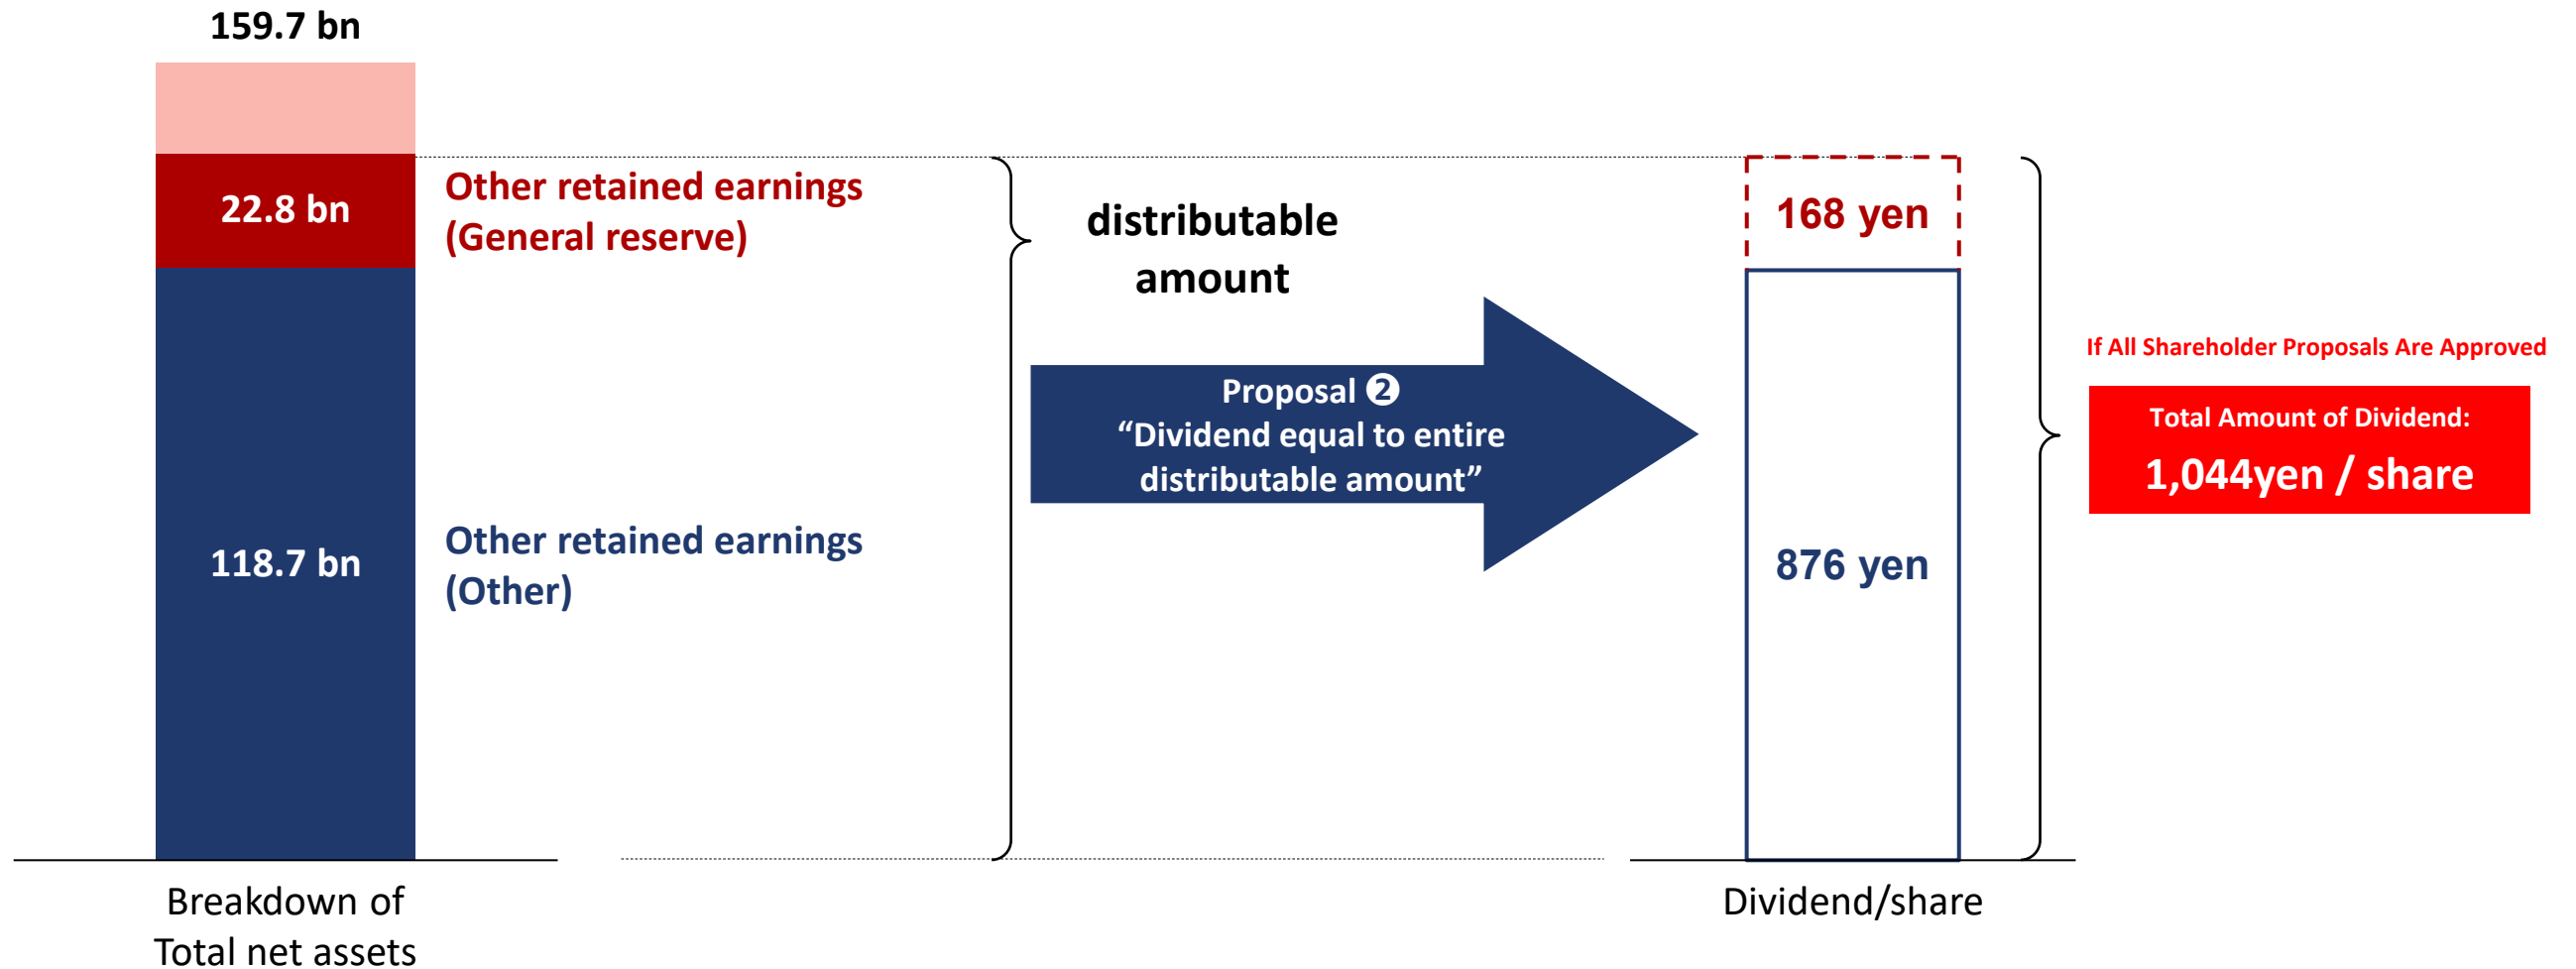 159.7 bn
22.8 bn
Other retained earnings
(General reserve)
118.7 bn
Other retained earnings
(Other)
Breakdown of
Total net assets
distributable
amount
Proposal ❷
“Dividend equal to entire
distributable amount”
168 yen
876 yen
Dividend/share
If All Shareholder Proposals Are Approved
Total Amount of Dividend:
1,044yen / share